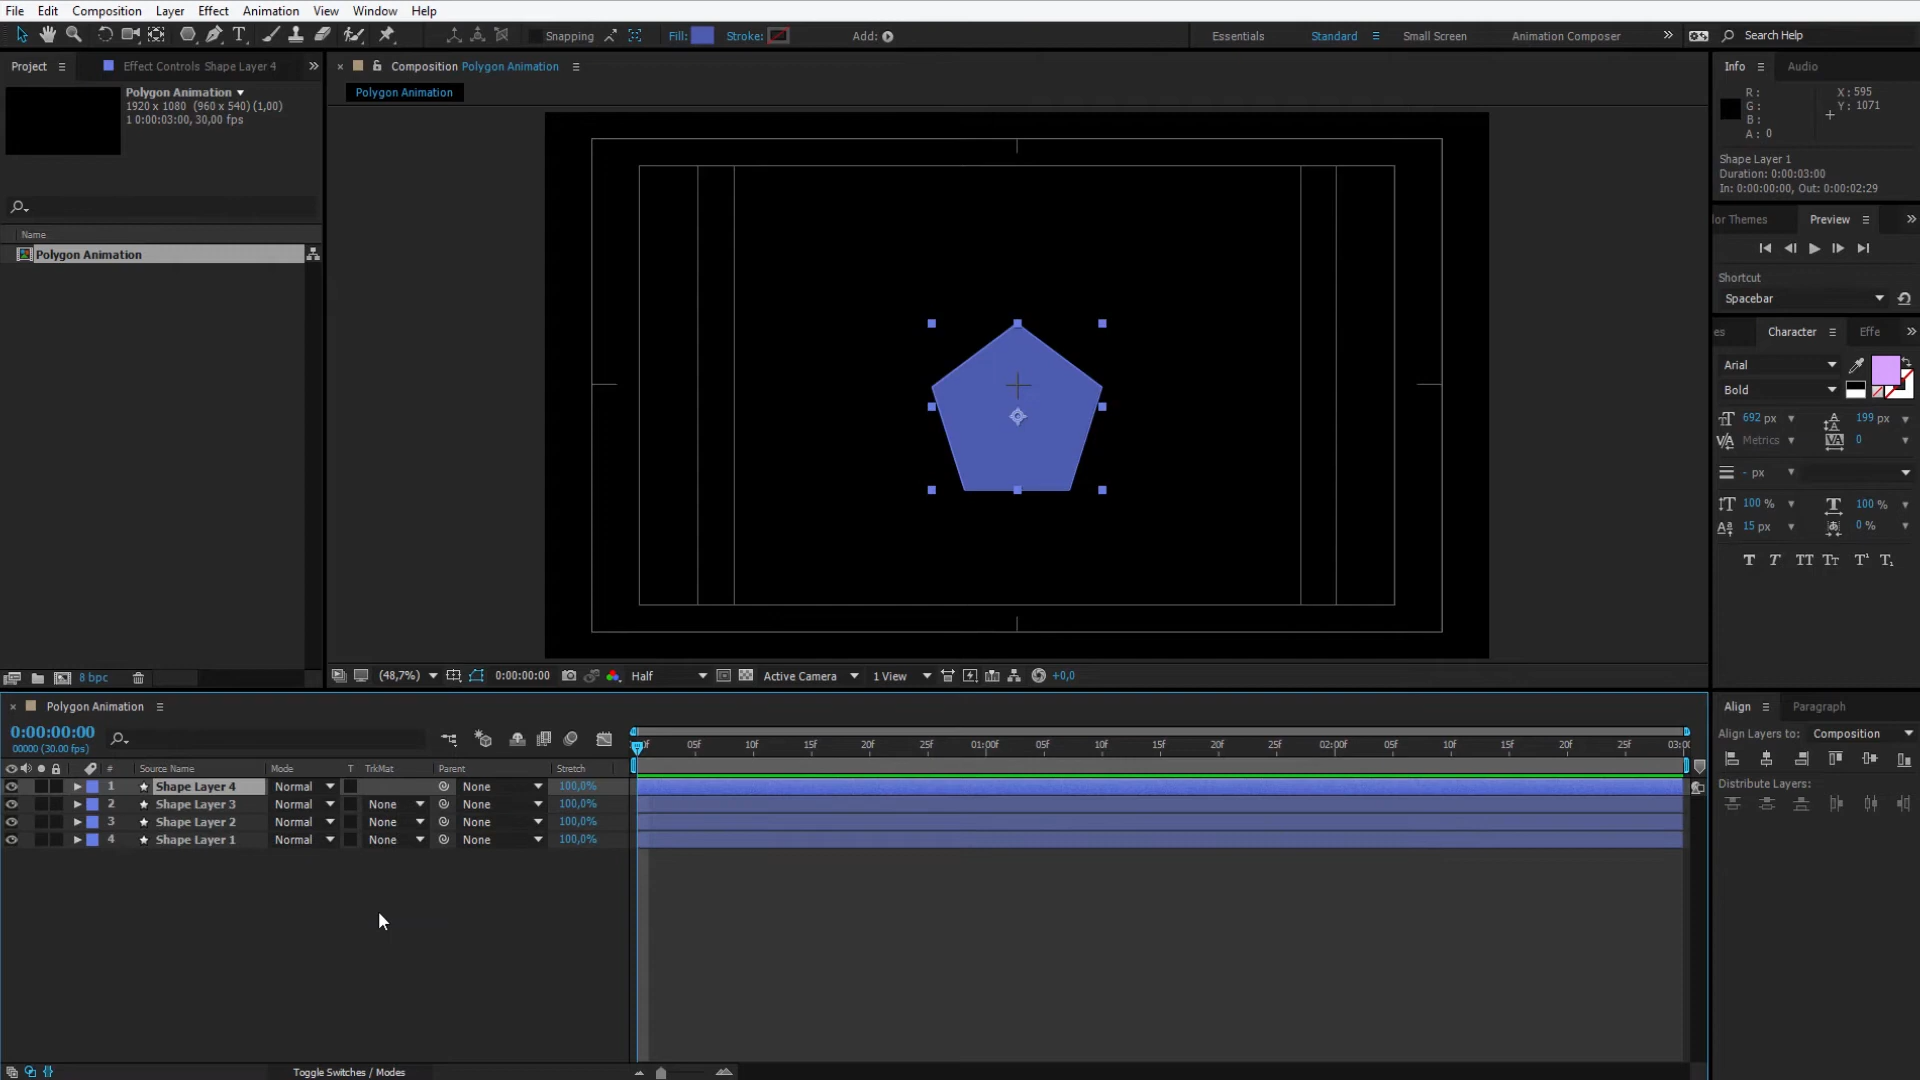 File Edit Composition Layer Effect Animation View Window Help
Snapping Fill: Stroke: Add: Essentials Standard Small Screen Animation Composer Search Help
Project Effect Controls Shape Layer 4
Polygon Animation
1920 x 1080 (960 x 540) (1,00)
1 0:00:03:00, 30,00 fps
Name
Polygon Animation
8 bpc
Composition Polygon Animation
Polygon Animation
(48,7%) 0:00:00:00 Half Active Camera 1 View +0,0
Info Audio
R: X: 595
G: Y: 1071
B:
A: 0
Shape Layer 1
Duration: 0:00:03:00
In: 0:00:00:00, Out: 0:00:02:29
lor Themes Preview
Shortcut
Spacebar
es Character Effe
Arial
Bold
692 px 199 px
Metrics 0
- px
100 % 100 %
15 px 0 %
T T TT TT T¹ T₁
Align Paragraph
Align Layers to: Composition
Distribute Layers:
Polygon Animation
0:00:00:00
00000 (30.00 fps)
05f 10f 15f 20f 25f 01:00f 05f 10f 15f 20f 25f 02:00f 05f 10f 15f 20f 25f 03:00
# Source Name Mode T TrkMat Parent Stretch
1 Shape Layer 4 Normal None 100,0%
2 Shape Layer 3 Normal None None 100,0%
3 Shape Layer 2 Normal None None 100,0%
4 Shape Layer 1 Normal None None 100,0%
Toggle Switches / Modes